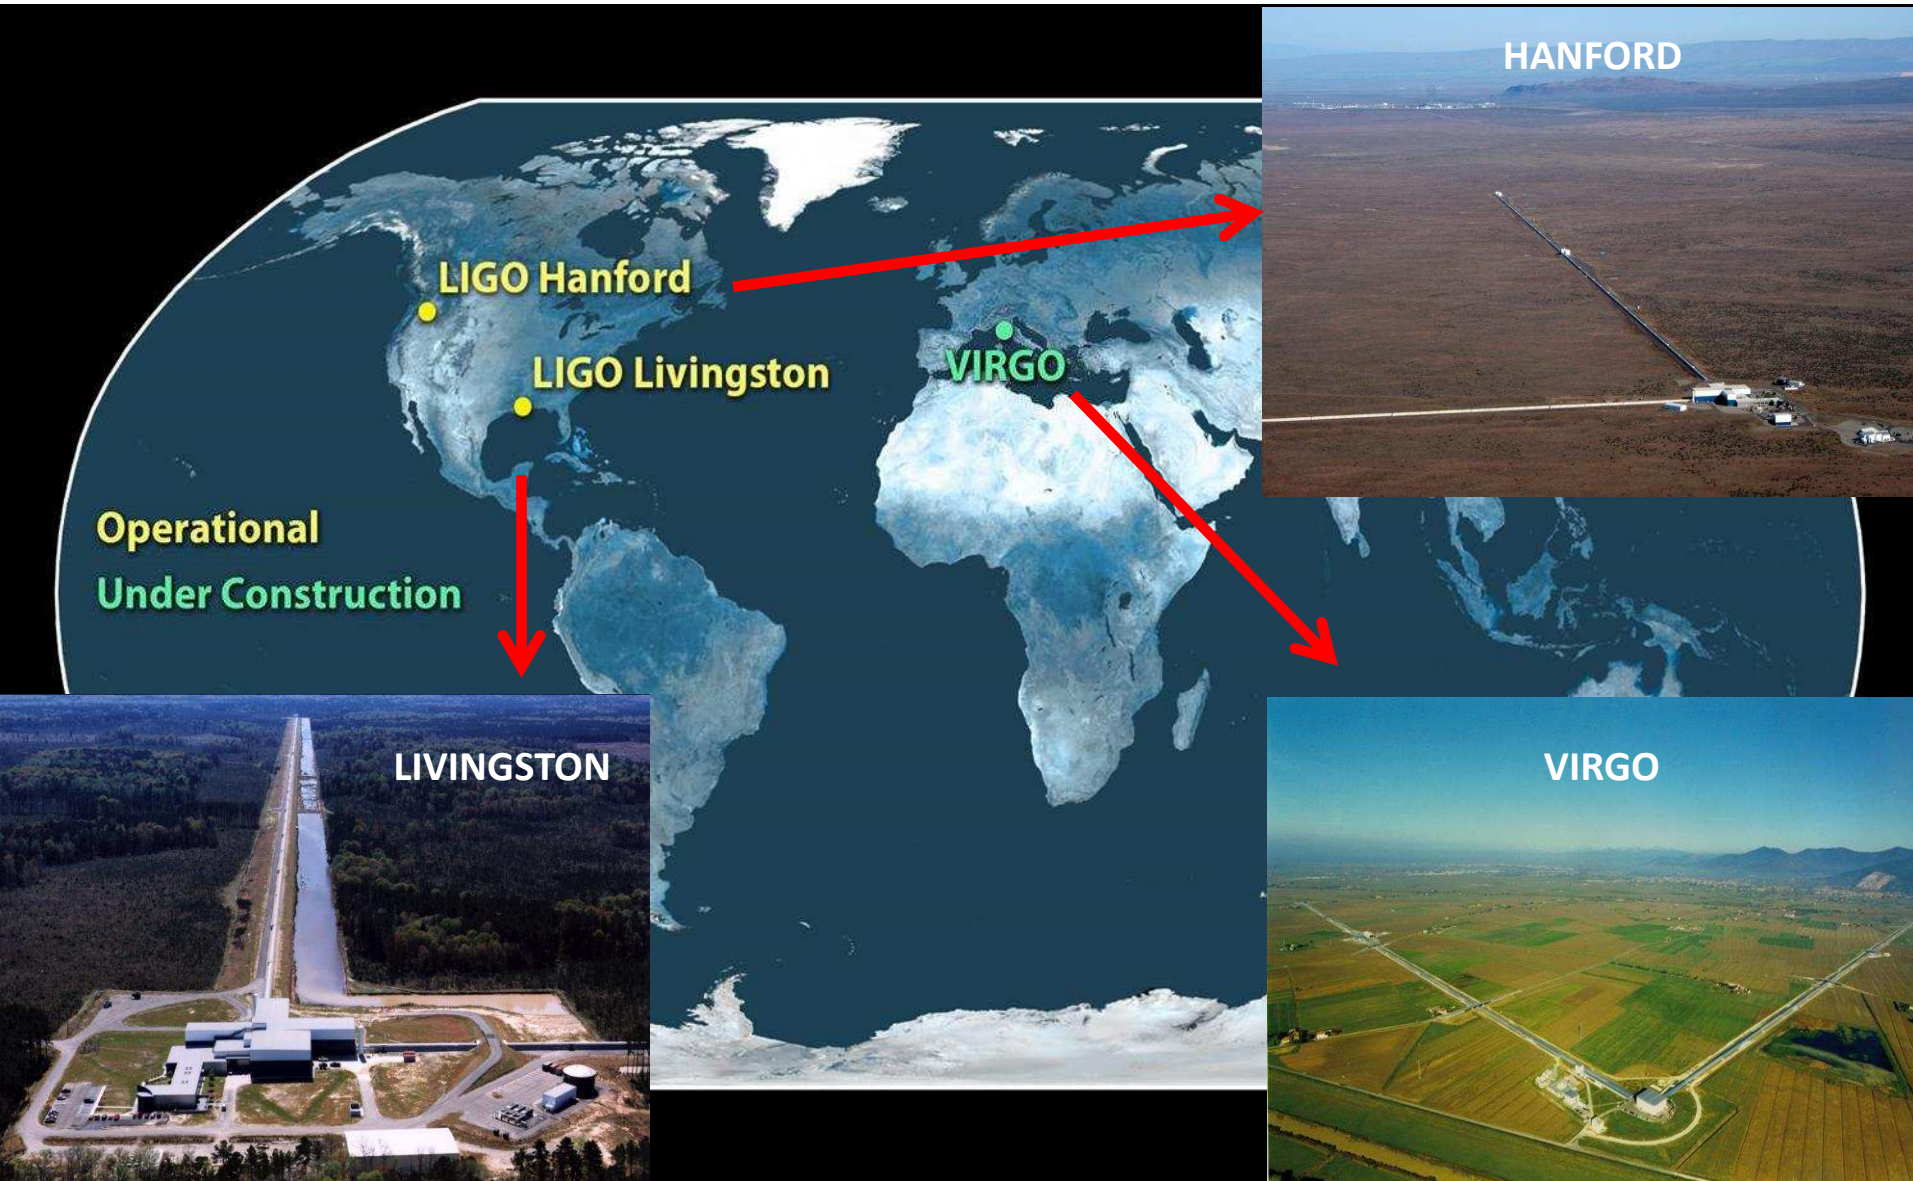 HANFORD
LIGO Hanford
LIGO Livingston
VIRGO
Operational
Under Construction
LIVINGSTON
VIRGO